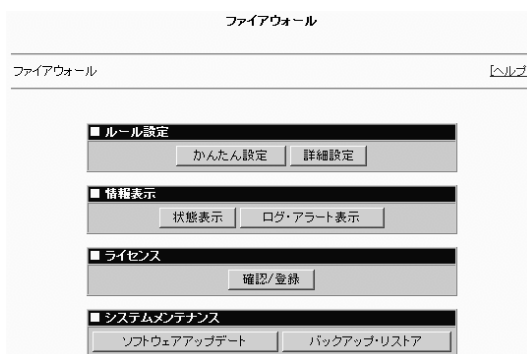 ファイアウォール
ファイアウォール [ヘルプ
■ ルール設定
かんたん設定 詳細設定
■ 情報表示
状態表示 ログ・アラート表示
■ ライセンス
確認/登録
■ システムメンテナンス
ソフトウェアアップデート バックアップ・リストア